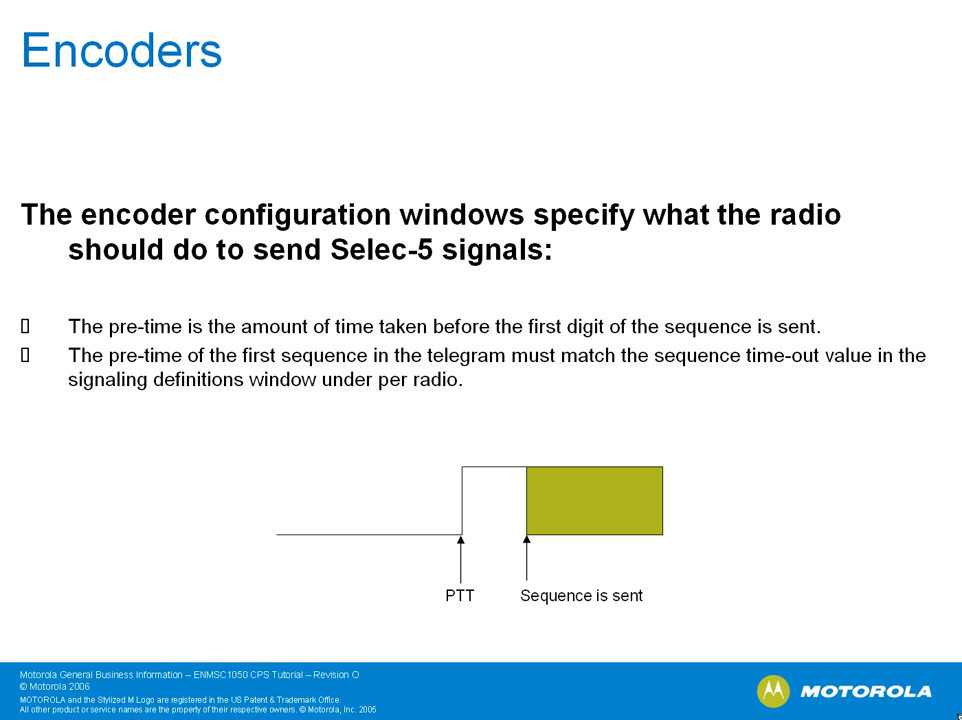 Encoders
The encoder configuration windows specify what the radio
should do to send Selec-5 signals:
The pre-time is the amount of time taken before the first digit of the sequence is sent.
The pre-time of the first sequence in the telegram must match the sequence time-out value in the
signaling definitions window under per radio.
PTT
Sequence is sent
Motorola General Business Information – ENMSC1050 CPS Tutorial – Revision O
© Motorola 2006
MOTOROLA and the Stylized M Logo are registered in the US Patent & Trademark Office.
All other product or service names are the property of their respective owners. © Motorola, Inc. 2005
MOTOROLA